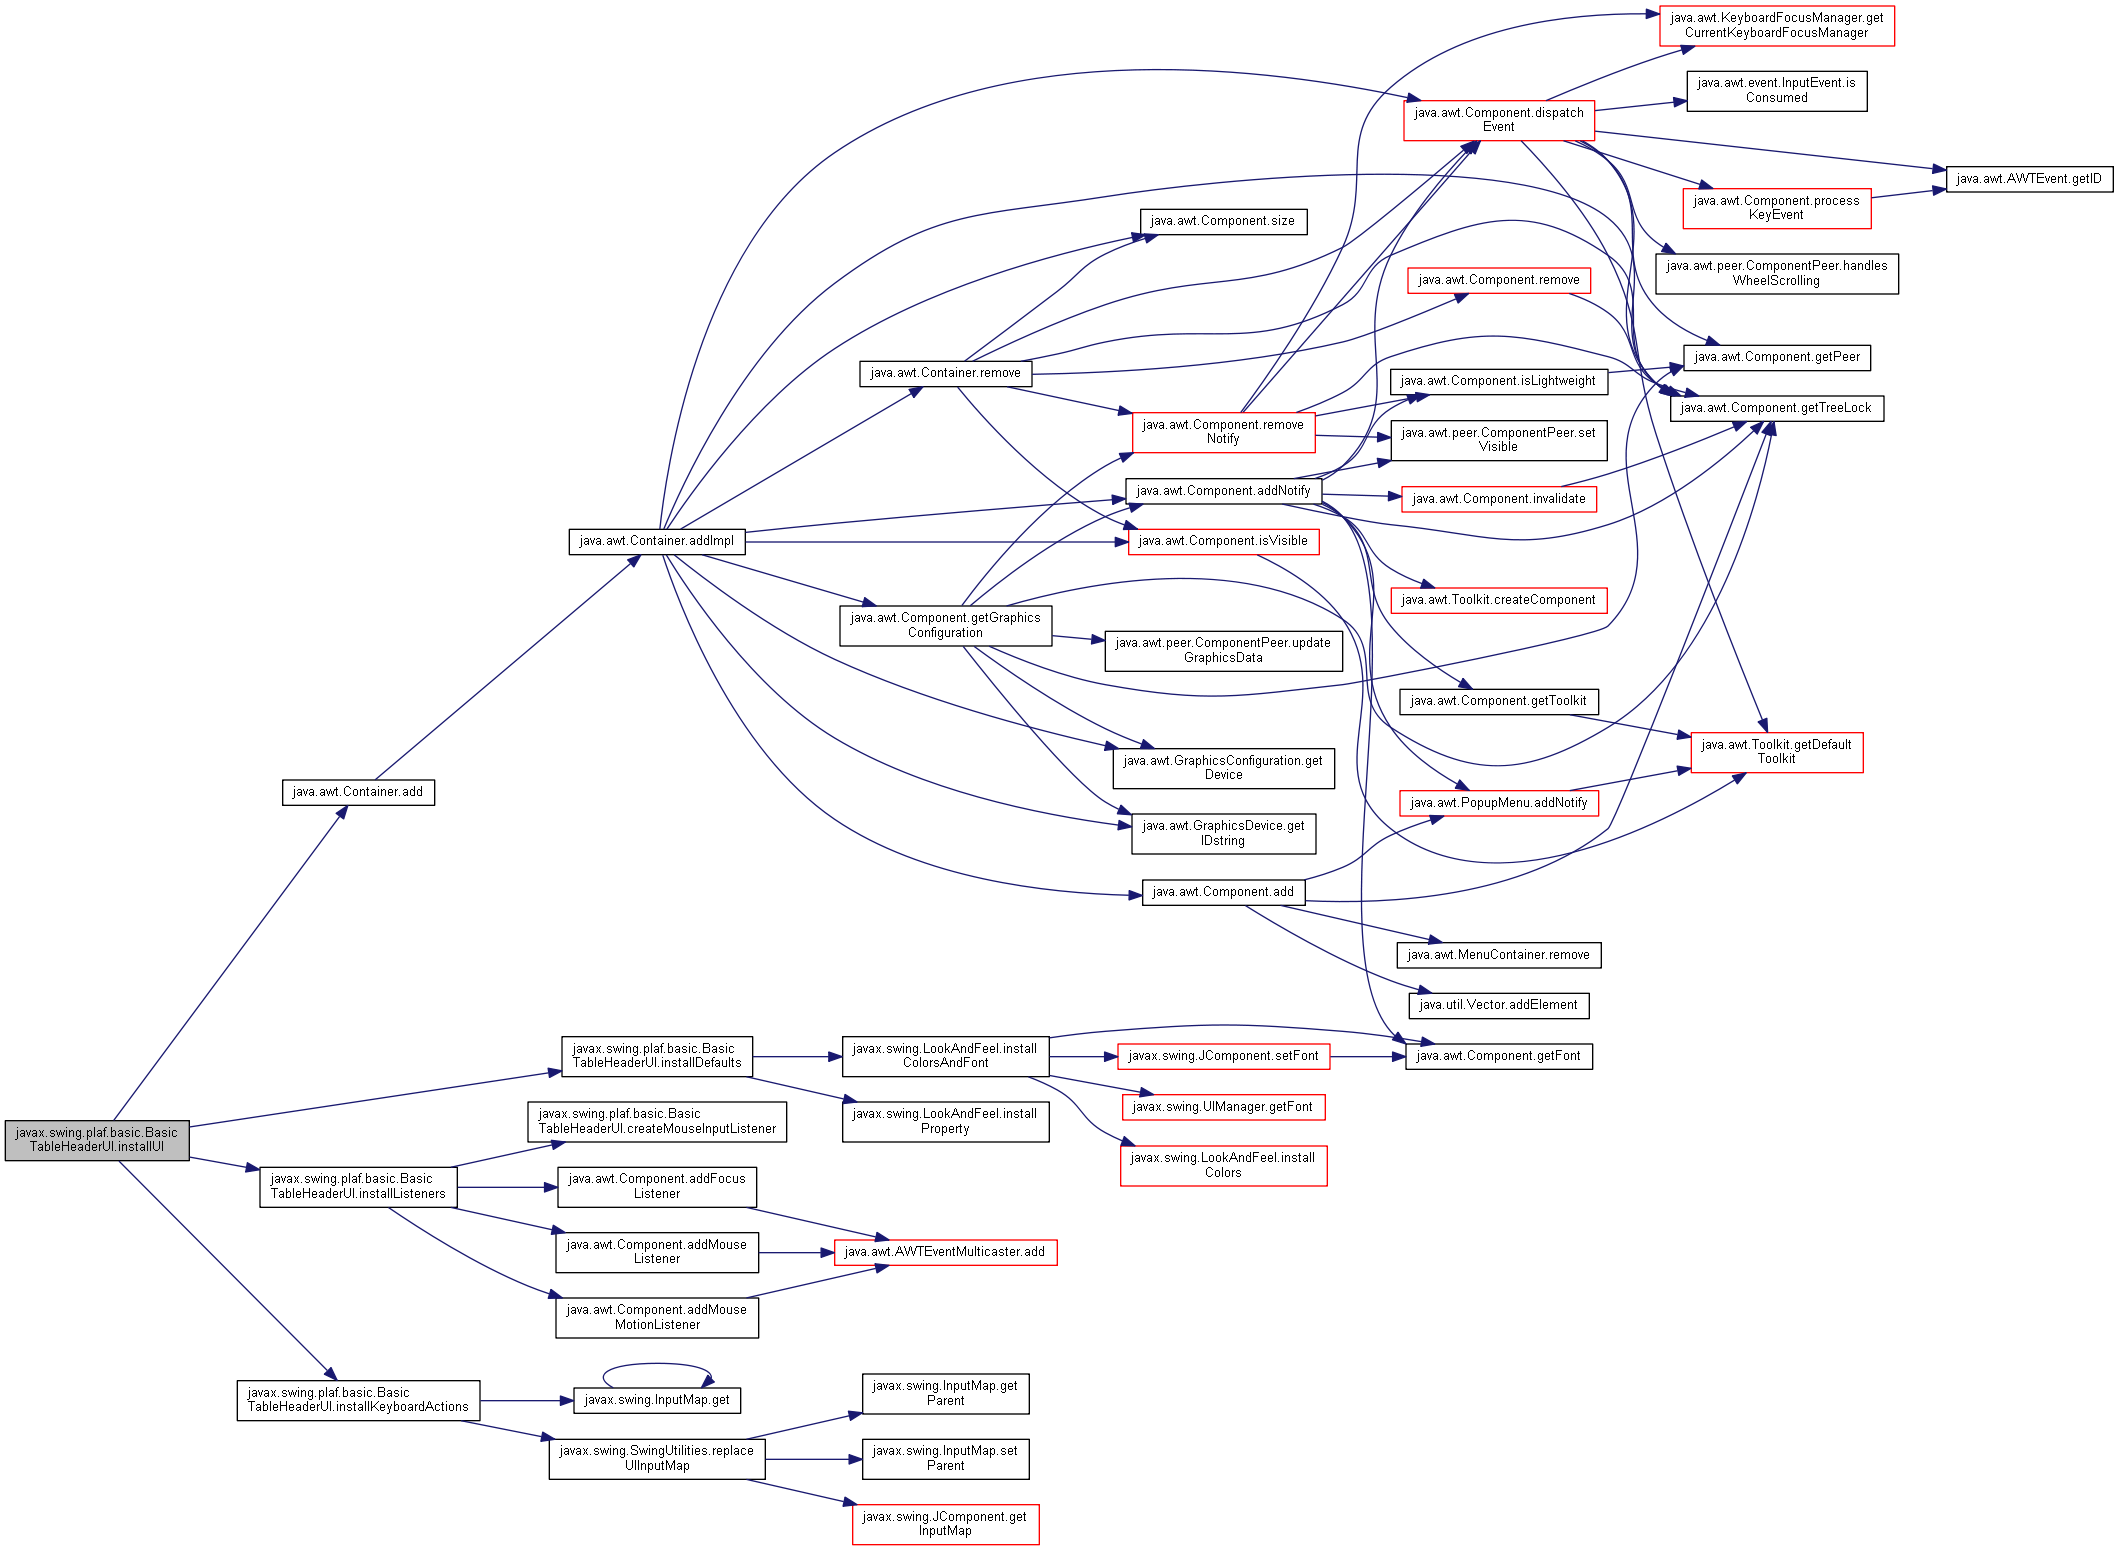 java.awt.KeyboardFocusManager.get
CurrentKeyboardFocusManager
java.awt.event.InputEvent.is
Consumed
java.awt.Component.dispatch
Event
java.awt.AWTEvent.getID
java.awt.Component.process
KeyEvent
java.awt.Component.size
java.awt.peer.ComponentPeer.handles
WheelScrolling
java.awt.Component.remove
java.awt.Component.getPeer
java.awt.Container.remove
java.awt.Component.isLightweight
java.awt.Component.getTreeLock
java.awt.Component.remove
Notify
java.awt.peer.ComponentPeer.set
Visible
java.awt.Component.addNotify
java.awt.Component.invalidate
java.awt.Container.addImpl
java.awt.Component.isVisible
java.awt.Toolkit.createComponent
java.awt.Component.getGraphics
Configuration
java.awt.peer.ComponentPeer.update
GraphicsData
java.awt.Component.getToolkit
java.awt.Toolkit.getDefault
Toolkit
java.awt.GraphicsConfiguration.get
Device
java.awt.Container.add
java.awt.PopupMenu.addNotify
java.awt.GraphicsDevice.get
IDstring
java.awt.Component.add
java.awt.MenuContainer.remove
java.util.Vector.addElement
javax.swing.plaf.basic.Basic
TableHeaderUI.installDefaults
javax.swing.LookAndFeel.install
ColorsAndFont
javax.swing.JComponent.setFont
java.awt.Component.getFont
javax.swing.UIManager.getFont
javax.swing.plaf.basic.Basic
TableHeaderUI.createMouseInputListener
javax.swing.LookAndFeel.install
Property
javax.swing.plaf.basic.Basic
TableHeaderUI.installUI
javax.swing.LookAndFeel.install
Colors
javax.swing.plaf.basic.Basic
TableHeaderUI.installListeners
java.awt.Component.addFocus
Listener
java.awt.Component.addMouse
Listener
java.awt.AWTEventMulticaster.add
java.awt.Component.addMouse
MotionListener
javax.swing.plaf.basic.Basic
TableHeaderUI.installKeyboardActions
javax.swing.InputMap.get
javax.swing.InputMap.get
Parent
javax.swing.SwingUtilities.replace
UIInputMap
javax.swing.InputMap.set
Parent
javax.swing.JComponent.get
InputMap